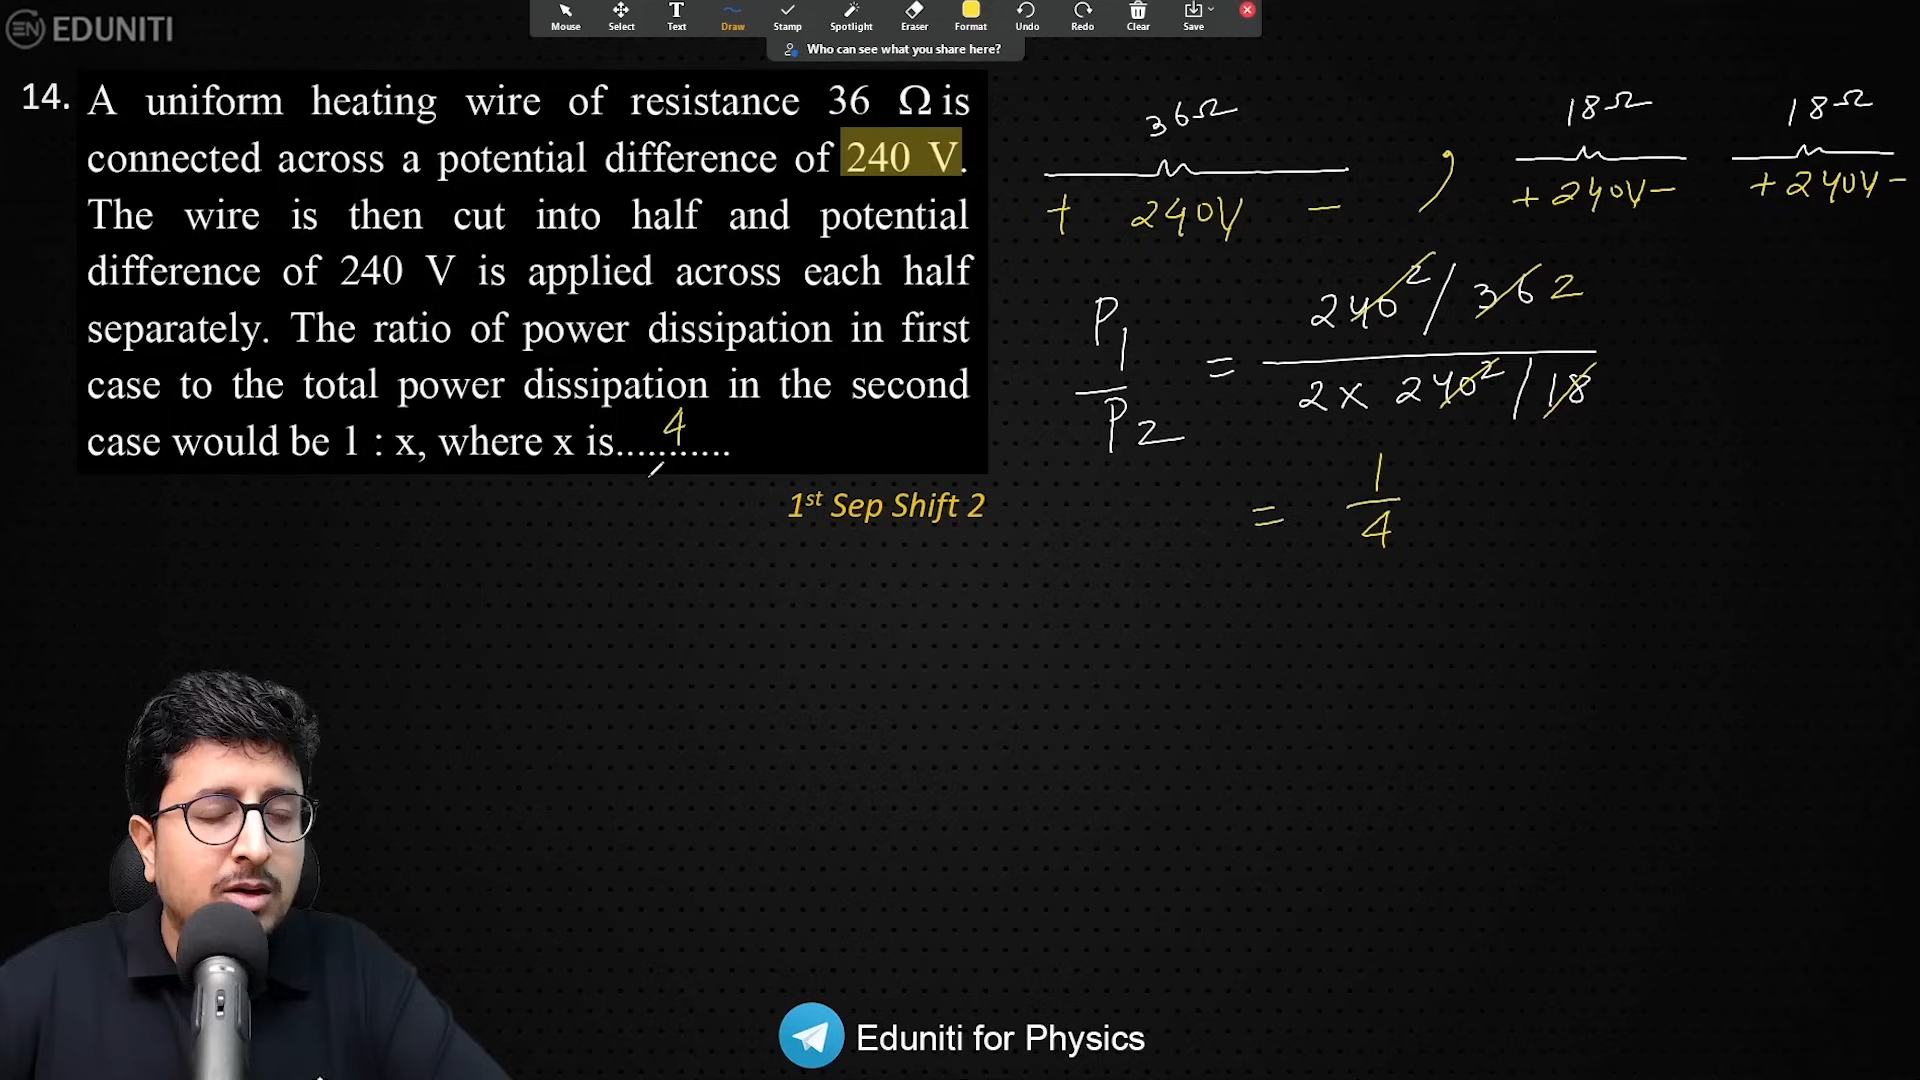 EN EDUNITI
Mouse Select Text Draw Stamp Spotlight Eraser Format Undo Redo Clear Save
Who can see what you share here?
14. A uniform heating wire of resistance 36 Ω is
connected across a potential difference of 240 V.
The wire is then cut into half and potential
difference of 240 V is applied across each half
separately. The ratio of power dissipation in first
case to the total power dissipation in the second
case would be 1 : x, where x is...........
4
1st Sep Shift 2
36Ω , 18Ω 18Ω
+ 240V - + 240V - + 240V -
P1 / P2 = 240² / 36 2
2 x 240² / 18
= 1/4
Eduniti for Physics